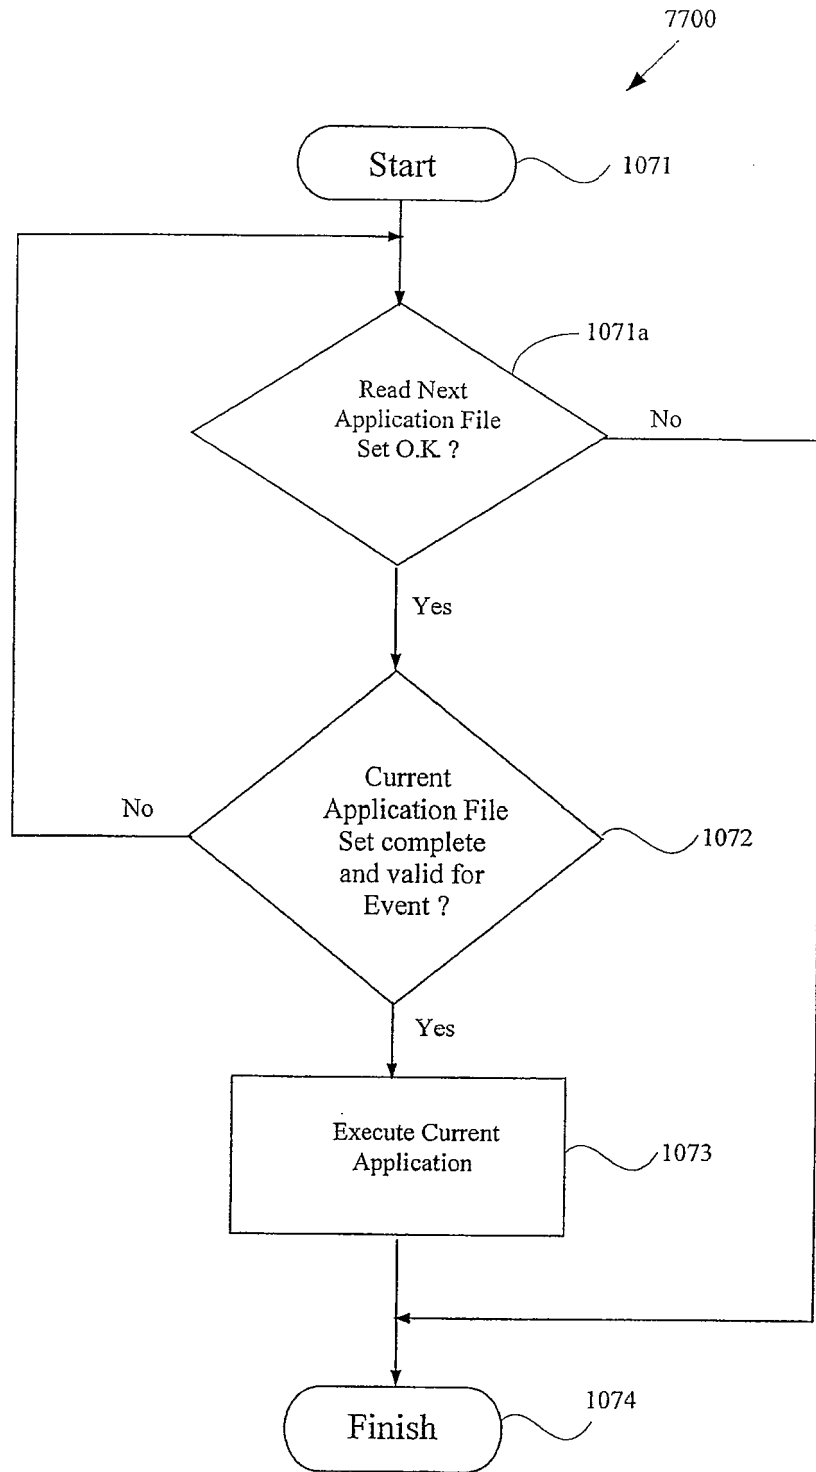 7700
Start
1071
1071a
Read Next
Application File
Set O.K. ?
No
Yes
Current
Application File
Set complete
and valid for
Event ?
No
1072
Yes
Execute Current
Application
1073
Finish
1074